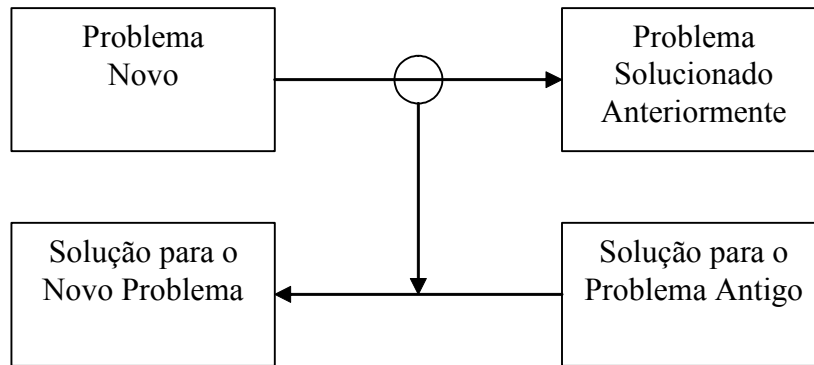 Problema
Novo
Problema
Solucionado
Anteriormente
Solução para o
Novo Problema
Solução para o
Problema Antigo